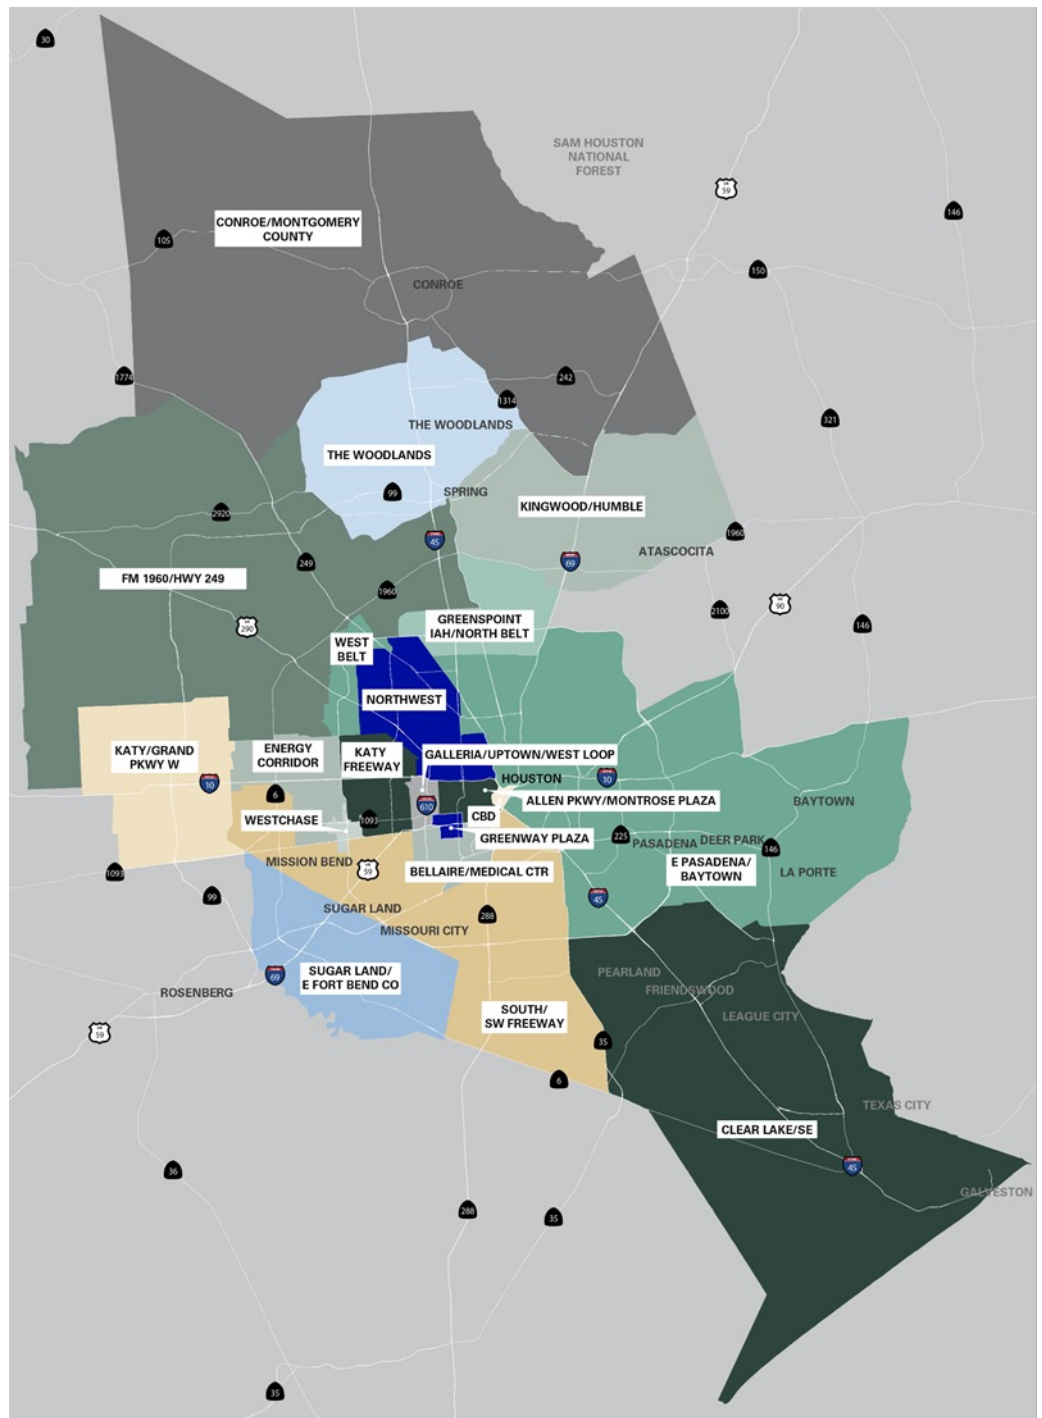 30
SAM HOUSTON
NATIONAL
FOREST
59
146
CONROE/MONTGOMERY
COUNTY
105
150
CONROE
1774
242
1314
321
THE WOODLANDS
THE WOODLANDS
99
SPRING
KINGWOOD/HUMBLE
2920
1960
45
ATASCOCITA
249
69
FM 1960/HWY 249
1960
2100
90
146
290
GREENSPOINT
IAH/NORTH BELT
WEST
BELT
NORTHWEST
KATY/GRAND
PKWY W
ENERGY
CORRIDOR
KATY
FREEWAY
GALLERIA/UPTOWN/WEST LOOP
HOUSTON
10
10
6
610
ALLEN PKWY/MONTROSE PLAZA
BAYTOWN
WESTCHASE
1093
CBD
GREENWAY PLAZA
225
PASADENA
DEER PARK
146
MISSION BEND
59
BELLAIRE/MEDICAL CTR
E PASADENA/
BAYTOWN
LA PORTE
1093
99
45
SUGAR LAND
288
MISSOURI CITY
69
SUGAR LAND/
E FORT BEND CO
PEARLAND
ROSENBERG
FRIENDSWOOD
59
SOUTH/
SW FREEWAY
LEAGUE CITY
35
6
TEXAS CITY
CLEAR LAKE/SE
36
45
GALVESTON
288
35
35